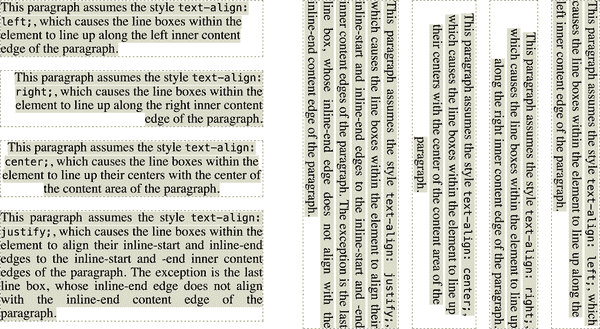 This paragraph assumes the style text-align:
left;, which causes the line boxes within the
element to line up along the left inner content
edge of the paragraph.
This paragraph assumes the style text-align:
right;, which causes the line boxes within the
element to line up along the right inner content
edge of the paragraph.
This paragraph assumes the style text-align:
center;, which causes the line boxes within the
element to line up their centers with the center of
the content area of the paragraph.
This paragraph assumes the style text-align:
justify;, which causes the line boxes within the
element to align their inline-start and inline-end
edges to the inline-start and -end inner content
edges of the paragraph. The exception is the last
line box, whose inline-end edge does not align
with the inline-end content edge of the
paragraph.
This paragraph assumes the style text-align: left;, which
causes the line boxes within the element to line up along the
left inner content edge of the paragraph.
This paragraph assumes the style text-align: right;,
which causes the line boxes within the element to line up
along the right inner content edge of the paragraph.
This paragraph assumes the style text-align: center;,
which causes the line boxes within the element to line up
their centers with the center of the content area of the
paragraph.
This paragraph assumes the style text-align: justify;,
which causes the line boxes within the element to align their
inline-start and inline-end edges to the inline-start and -end
inner content edges of the paragraph. The exception is the last
line box, whose inline-end edge does not align with the
inline-end content edge of the paragraph.